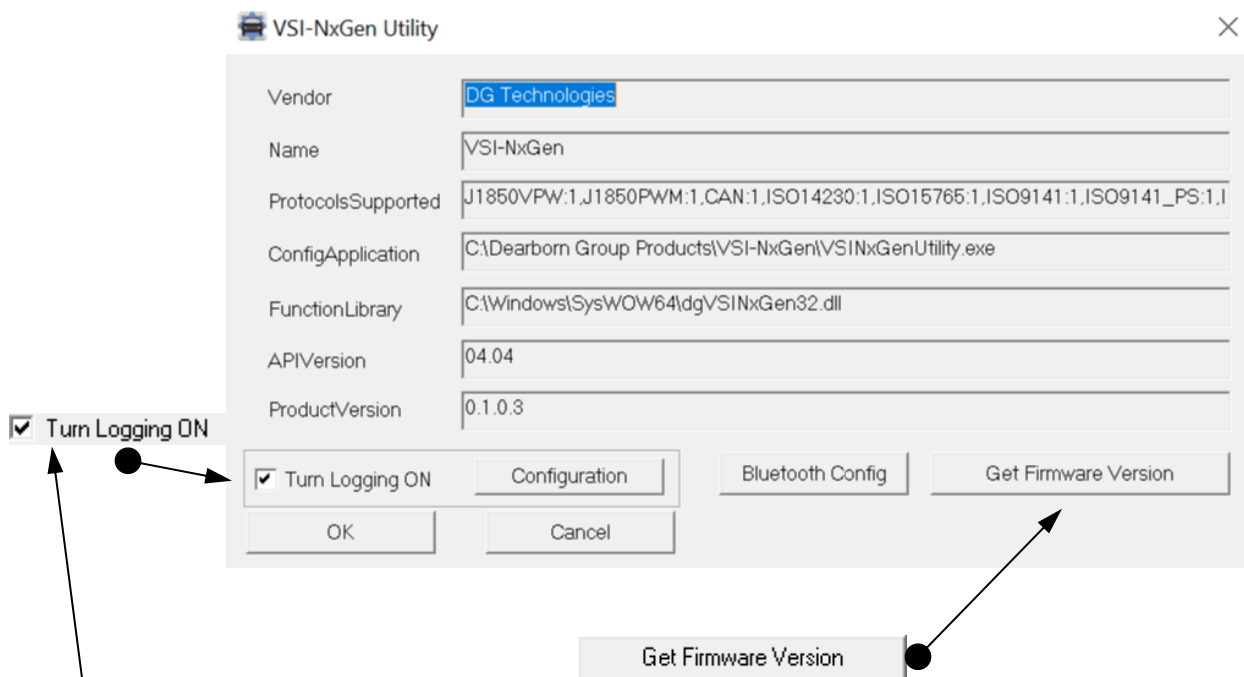 VSI-NxGen Utility
Vendor DG Technologies
Name VSI-NxGen
ProtocolsSupported J1850VPW:1,J1850PWM:1,CAN:1,ISO14230:1,ISO15765:1,ISO9141:1,ISO9141_PS:1,I
ConfigApplication C:\Dearborn Group Products\VSI-NxGen\VSINxGenUtility.exe
FunctionLibrary C:\Windows\SysWOW64\dgVSINxGen32.dll
APIVersion 04.04
ProductVersion 0.1.0.3
Turn Logging ON
Turn Logging ON Configuration Bluetooth Config Get Firmware Version
OK Cancel
Get Firmware Version